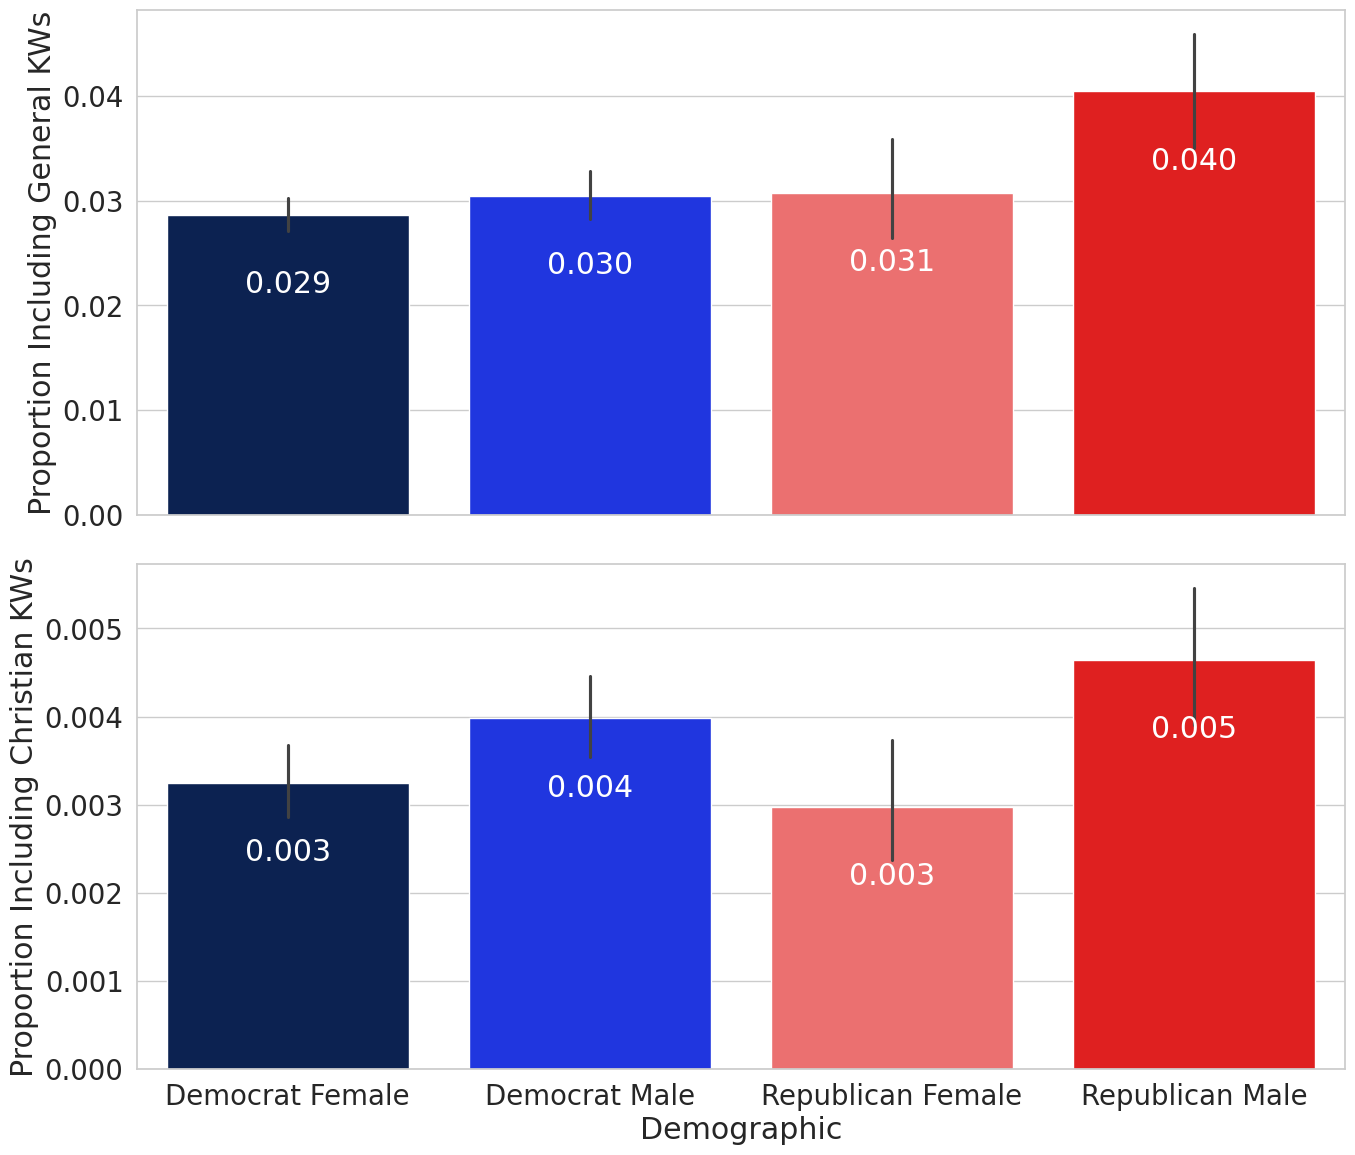 Proportion Including General KWs
0.04
0.03
0.02
0.01
0.00
0.029
0.030
0.031
0.040
Proportion Including Christian KWs
0.005
0.004
0.003
0.002
0.001
0.000
0.003
0.004
0.003
0.005
Democrat Female
Democrat Male
Republican Female
Republican Male
Demographic